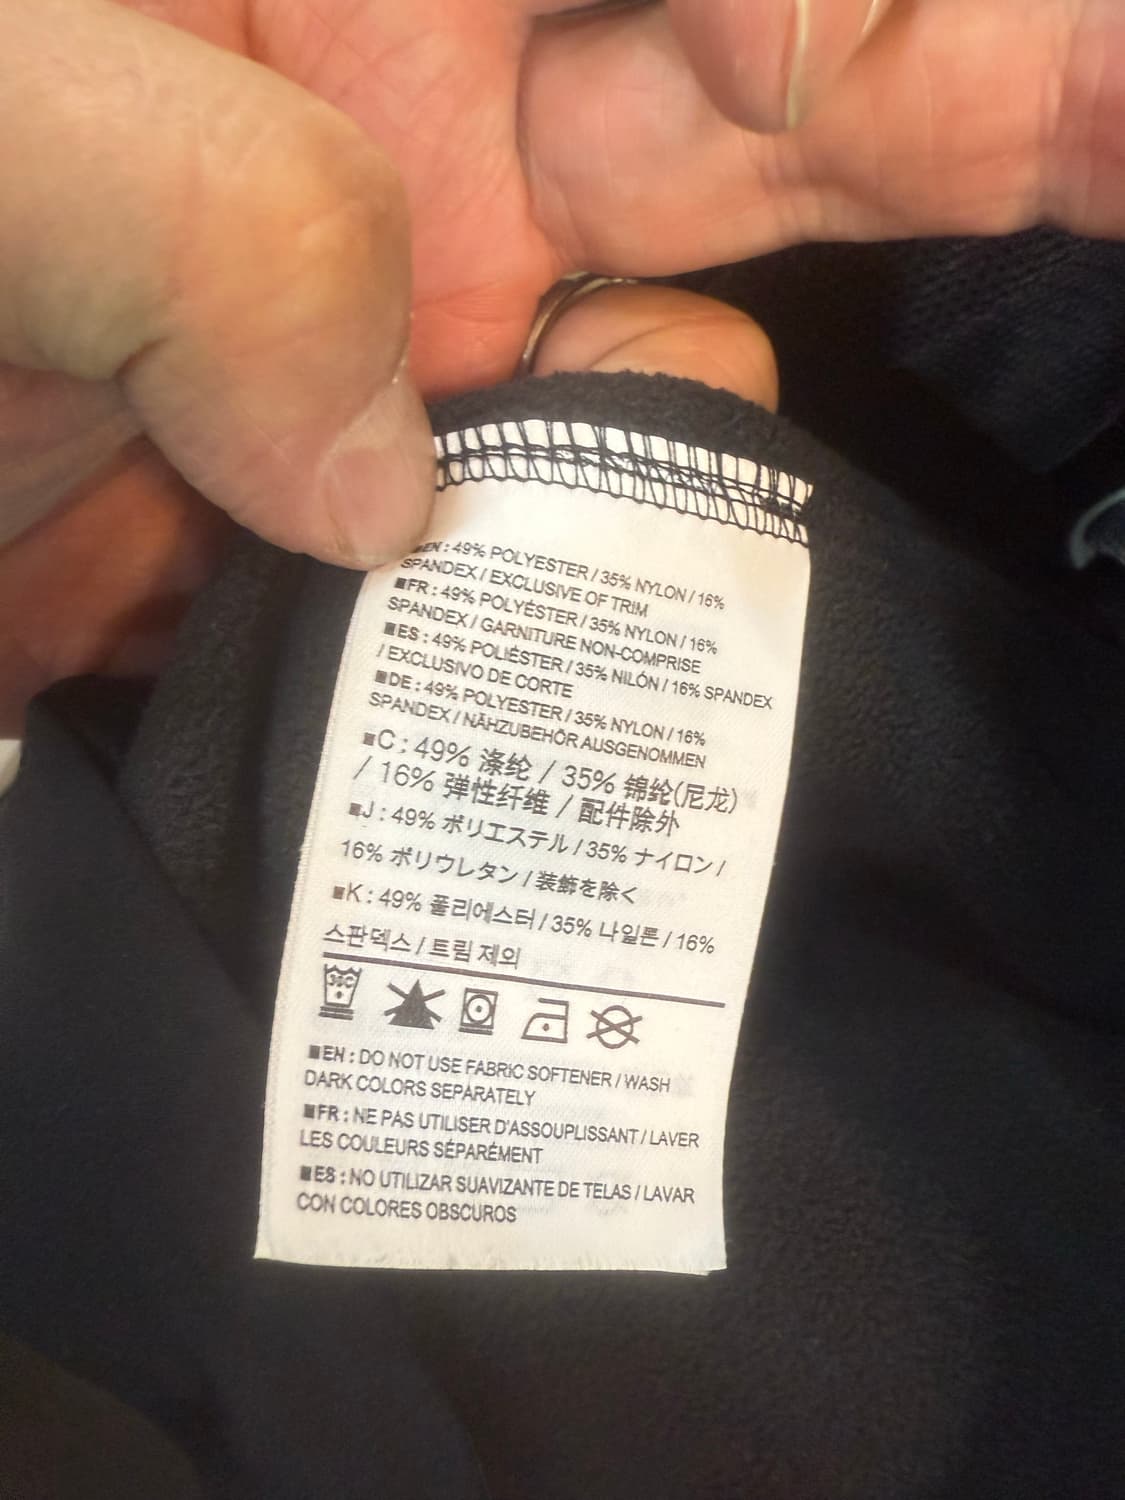 ■EN : 49% POLYESTER / 35% NYLON / 16%
SPANDEX / EXCLUSIVE OF TRIM
■FR : 49% POLYÉSTER / 35% NYLON / 16%
SPANDEX / GARNITURE NON-COMPRISE
■ES : 49% POLIÉSTER / 35% NILÓN / 16% SPANDEX
/ EXCLUSIVO DE CORTE
■DE : 49% POLYESTER / 35% NYLON / 16%
SPANDEX / NÄHZUBEHÖR AUSGENOMMEN
■C : 49% 涤纶 / 35% 锦纶(尼龙)
/ 16% 弹性纤维 / 配件除外
■J : 49% ポリエステル / 35% ナイロン /
16% ポリウレタン / 装飾を除く
■K : 49% 폴리에스터 / 35% 나일론 / 16%
스판덱스 / 트림 제외
30C
■EN : DO NOT USE FABRIC SOFTENER / WASH
DARK COLORS SEPARATELY
■FR : NE PAS UTILISER D'ASSOUPLISSANT / LAVER
LES COULEURS SÉPARÉMENT
■ES : NO UTILIZAR SUAVIZANTE DE TELAS / LAVAR
CON COLORES OBSCUROS